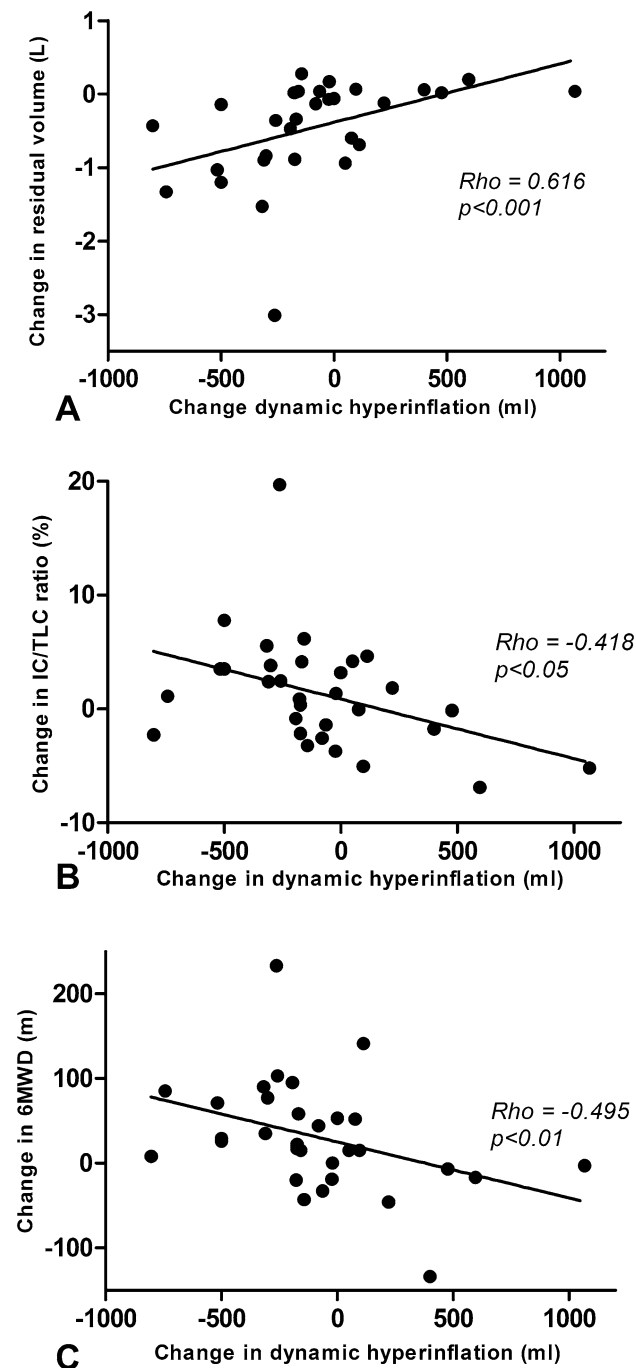 1
0
-1
-2
-3
Change in residual volume (L)
Rho = 0.616
p<0.001
-1000 -500 0 500 1000
Change dynamic hyperinflation (ml)
A
20
10
0
-10
Change in IC/TLC ratio (%)
Rho = -0.418
p<0.05
-1000 -500 0 500 1000
Change in dynamic hyperinflation (ml)
B
200
100
0
-100
Change in 6MWD (m)
Rho = -0.495
p<0.01
-1000 -500 0 500 1000
Change in dynamic hyperinflation (ml)
C